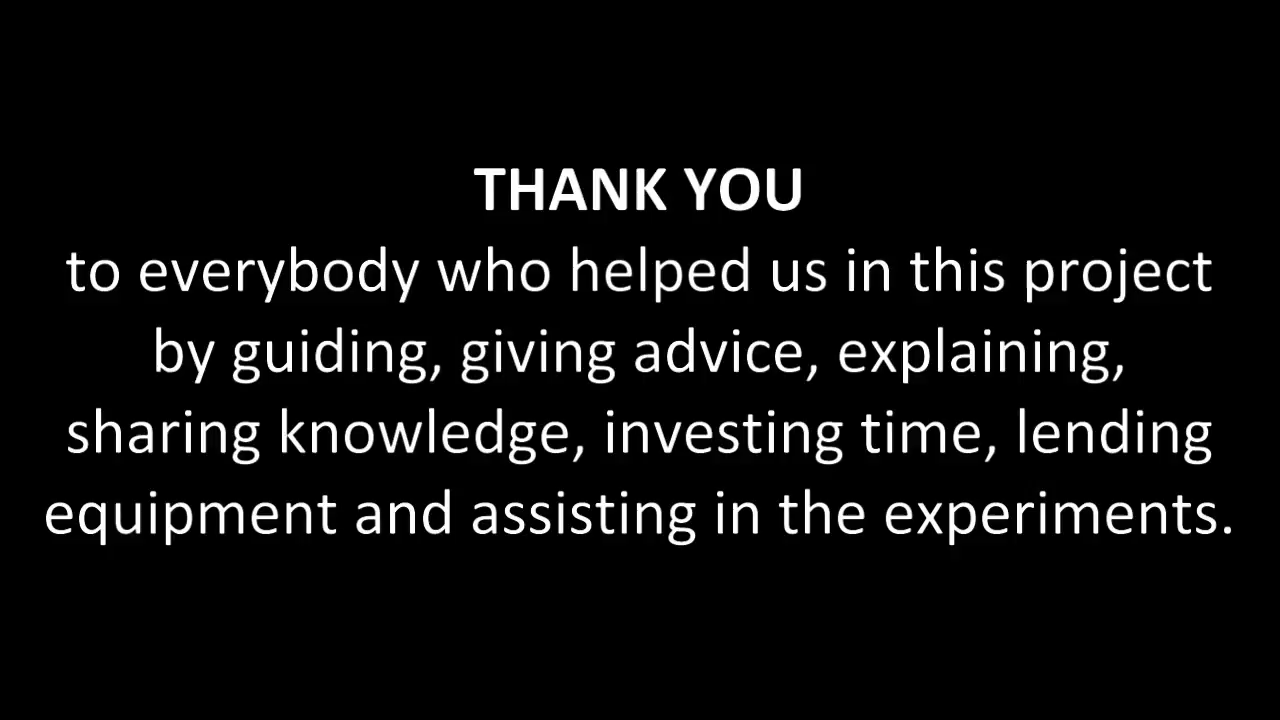 THANK YOU
to everybody who helped us in this project
by guiding, giving advice, explaining,
sharing knowledge, investing time, lending
equipment and assisting in the experiments.